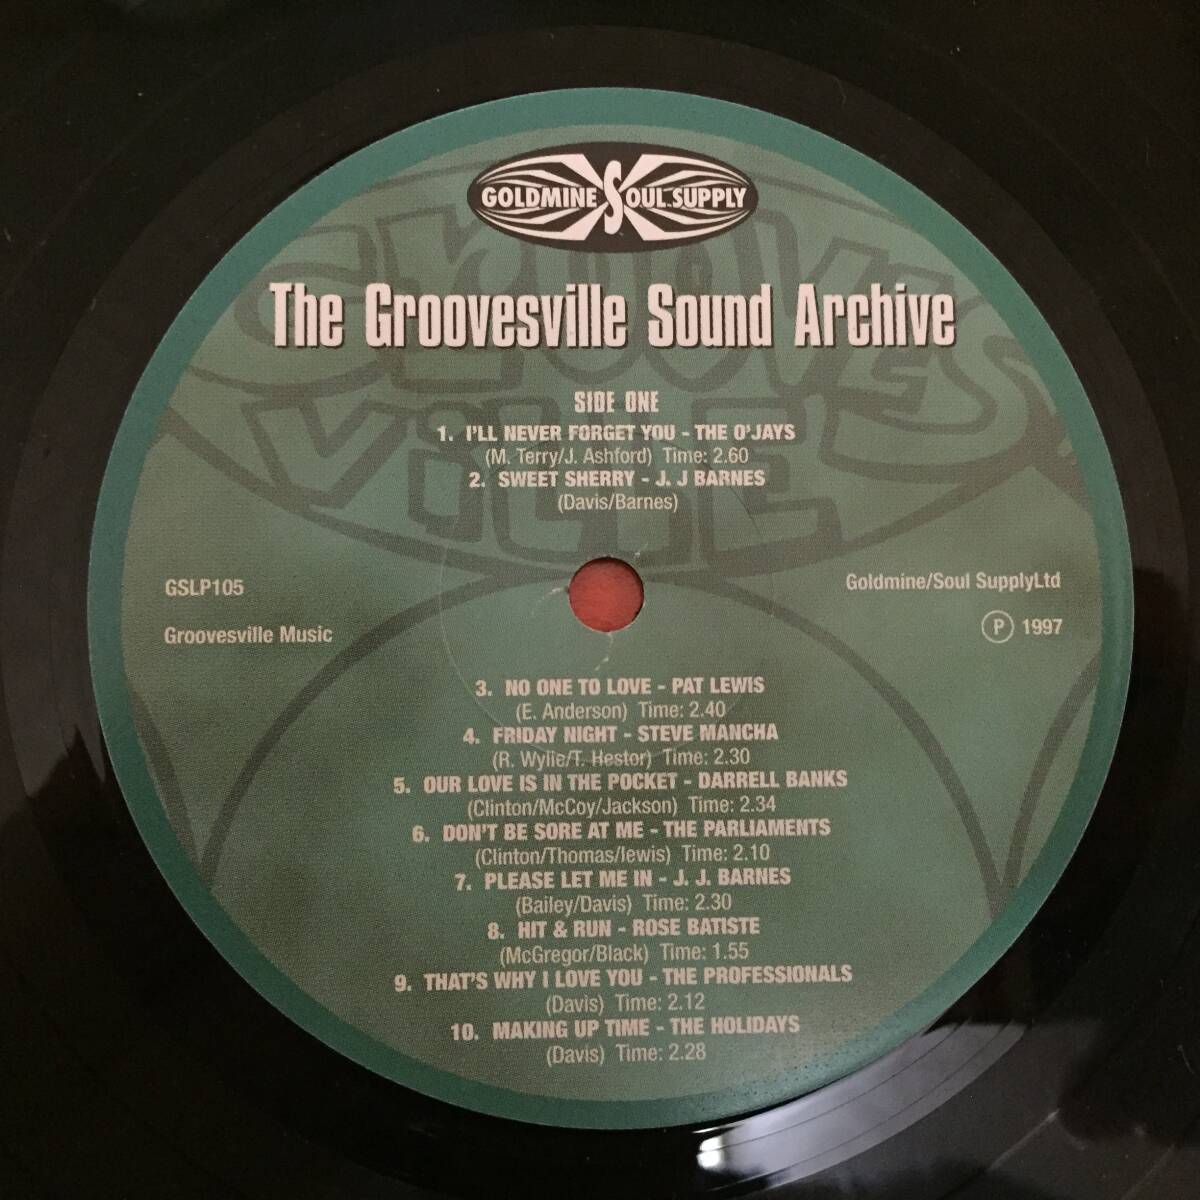 GOLDMINE SOUL SUPPLY
The Groovesville Sound Archive
GROOVES
VILLE
SIDE ONE
1. I'LL NEVER FORGET YOU - THE O'JAYS
(M. Terry/J. Ashford) Time: 2.60
2. SWEET SHERRY - J. J BARNES
(Davis/Barnes)
GSLP105
Goldmine/Soul SupplyLtd
Groovesville Music
Ⓟ 1997
3. NO ONE TO LOVE - PAT LEWIS
(E. Anderson) Time: 2.40
4. FRIDAY NIGHT - STEVE MANCHA
(R. Wylie/T. Hestor) Time: 2.30
5. OUR LOVE IS IN THE POCKET - DARRELL BANKS
(Clinton/McCoy/Jackson) Time: 2.34
6. DON'T BE SORE AT ME - THE PARLIAMENTS
(Clinton/Thomas/lewis) Time: 2.10
7. PLEASE LET ME IN - J. J. BARNES
(Bailey/Davis) Time: 2.30
8. HIT & RUN - ROSE BATISTE
(McGregor/Black) Time: 1.55
9. THAT'S WHY I LOVE YOU - THE PROFESSIONALS
(Davis) Time: 2.12
10. MAKING UP TIME - THE HOLIDAYS
(Davis) Time: 2.28